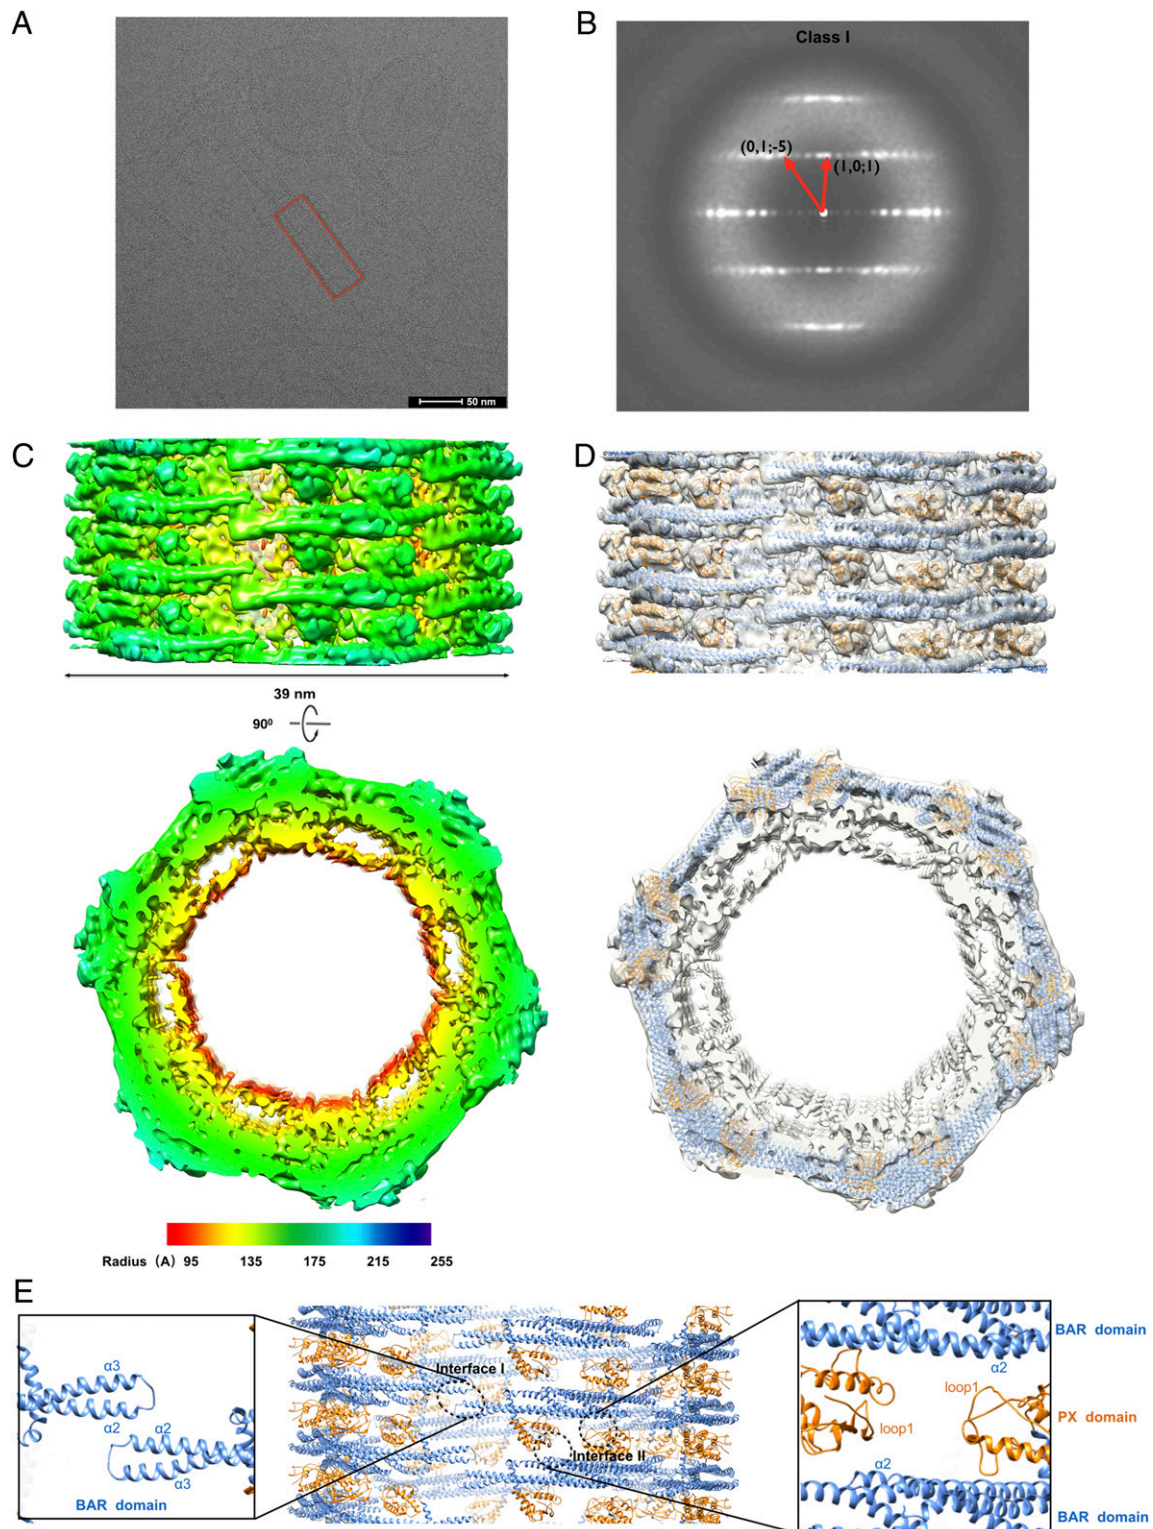 A
B
Class I
(0,1;-5)
(1,0;1)
50 nm
C
D
39 nm
90⁰
Radius (A) 95 135 175 215 255
E
α3
α2 α2
α3
BAR domain
Interface I
Interface II
BAR domain
α2
loop1
PX domain
loop1
α2
BAR domain